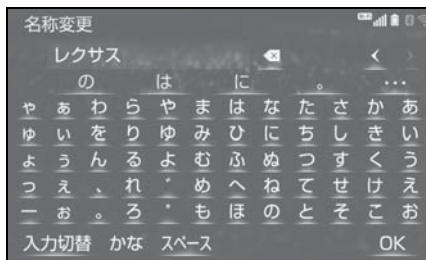 名称変更
レクサス
の は に 。 …
ゃ ぁ わ ら や ま は な た さ か あ
ゅ ぃ を り ゆ み ひ に ち し き い
ょ ぅ ん る よ む ふ ぬ つ す く う
っ ぇ 、 れ ゛ め へ ね て せ け え
ー ぉ 。 ろ ゜ も ほ の と そ こ お
入力切替 かな スペース OK